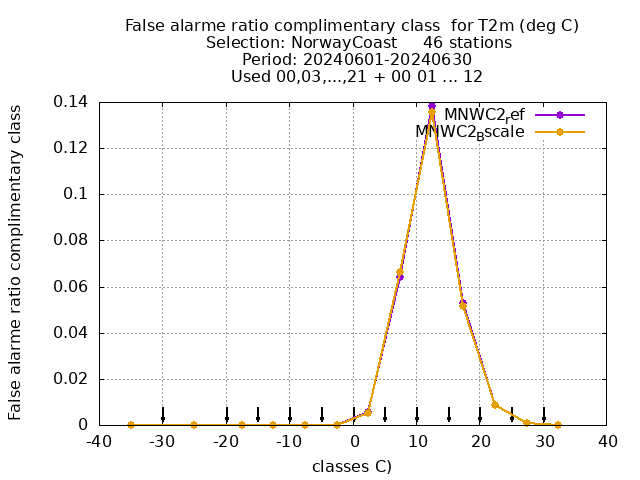 False alarme ratio complimentary class  for T2m (deg C)
Selection: NorwayCoast     46 stations
Period: 20240601-20240630
Used 00,03,...,21 + 00 01 ... 12
False alarme ratio complimentary class
0.14
0.12
0.1
0.08
0.06
0.04
0.02
0
MNWC2ref
MNWC2Bscale
-40 -30 -20 -10 0 10 20 30 40
classes C)